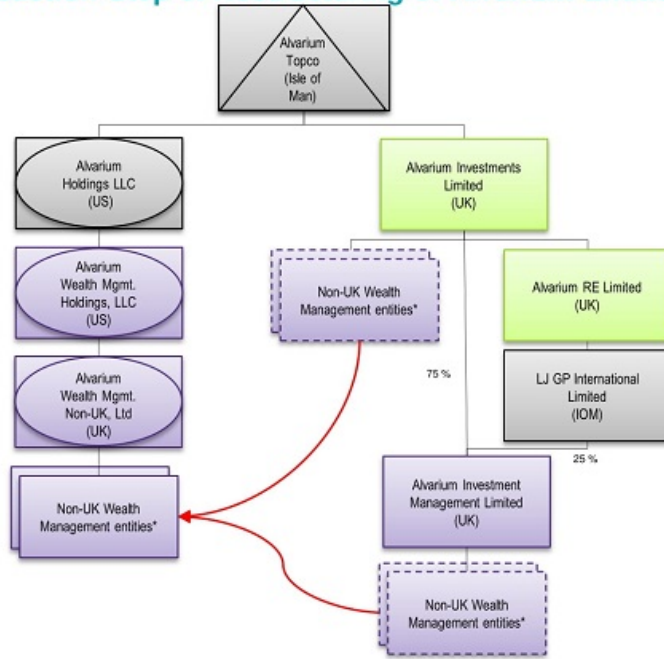 Alvarium
Topco
(Isle of
Man)
Alvarium
Holdings LLC
(US)
Alvarium Investments
Limited
(UK)
Alvarium
Wealth Mgmt.
Holdings, LLC
(US)
Non-UK Wealth
Management entities*
Alvarium RE Limited
(UK)
75 %
Alvarium
Wealth Mgmt.
Non-UK, Ltd
(UK)
LJ GP International
Limited
(IOM)
25 %
Non-UK Wealth
Management entities*
Alvarium Investment
Management Limited
(UK)
Non-UK Wealth
Management entities*